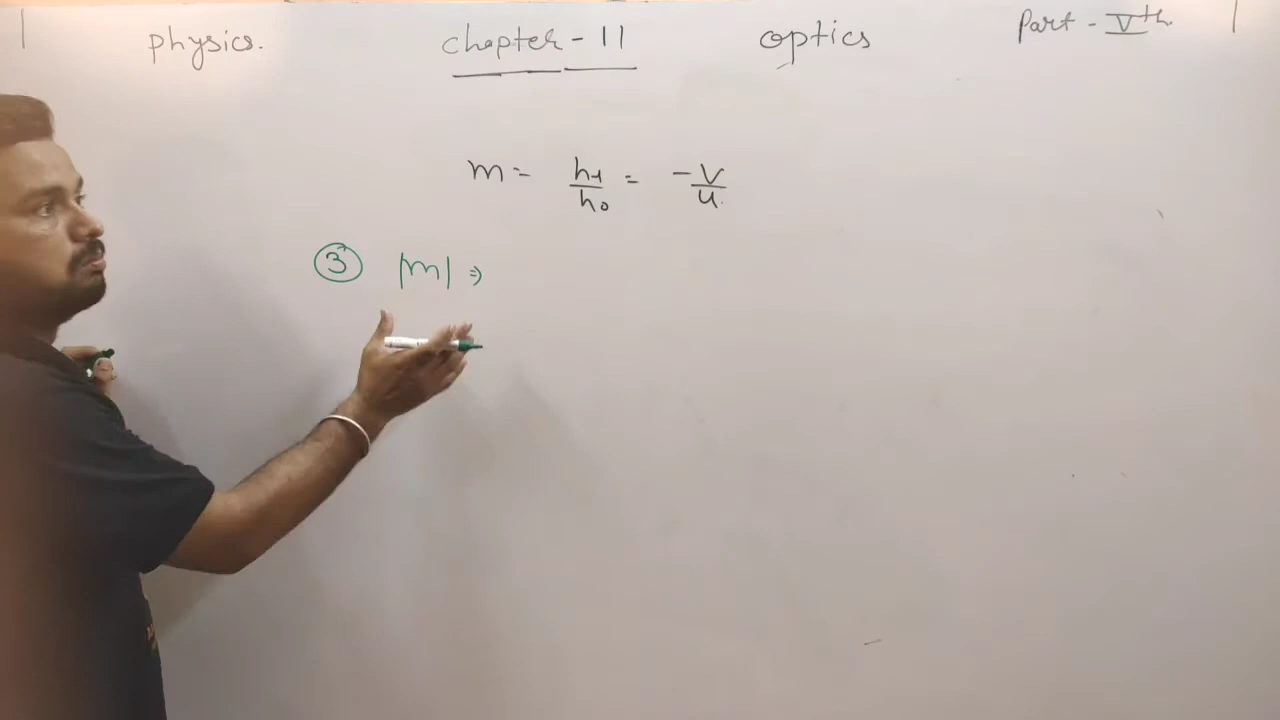 physics. chapter - 11 optics Part - Vth
m = h1/h0 = -v/u.
③ |m| ⇒